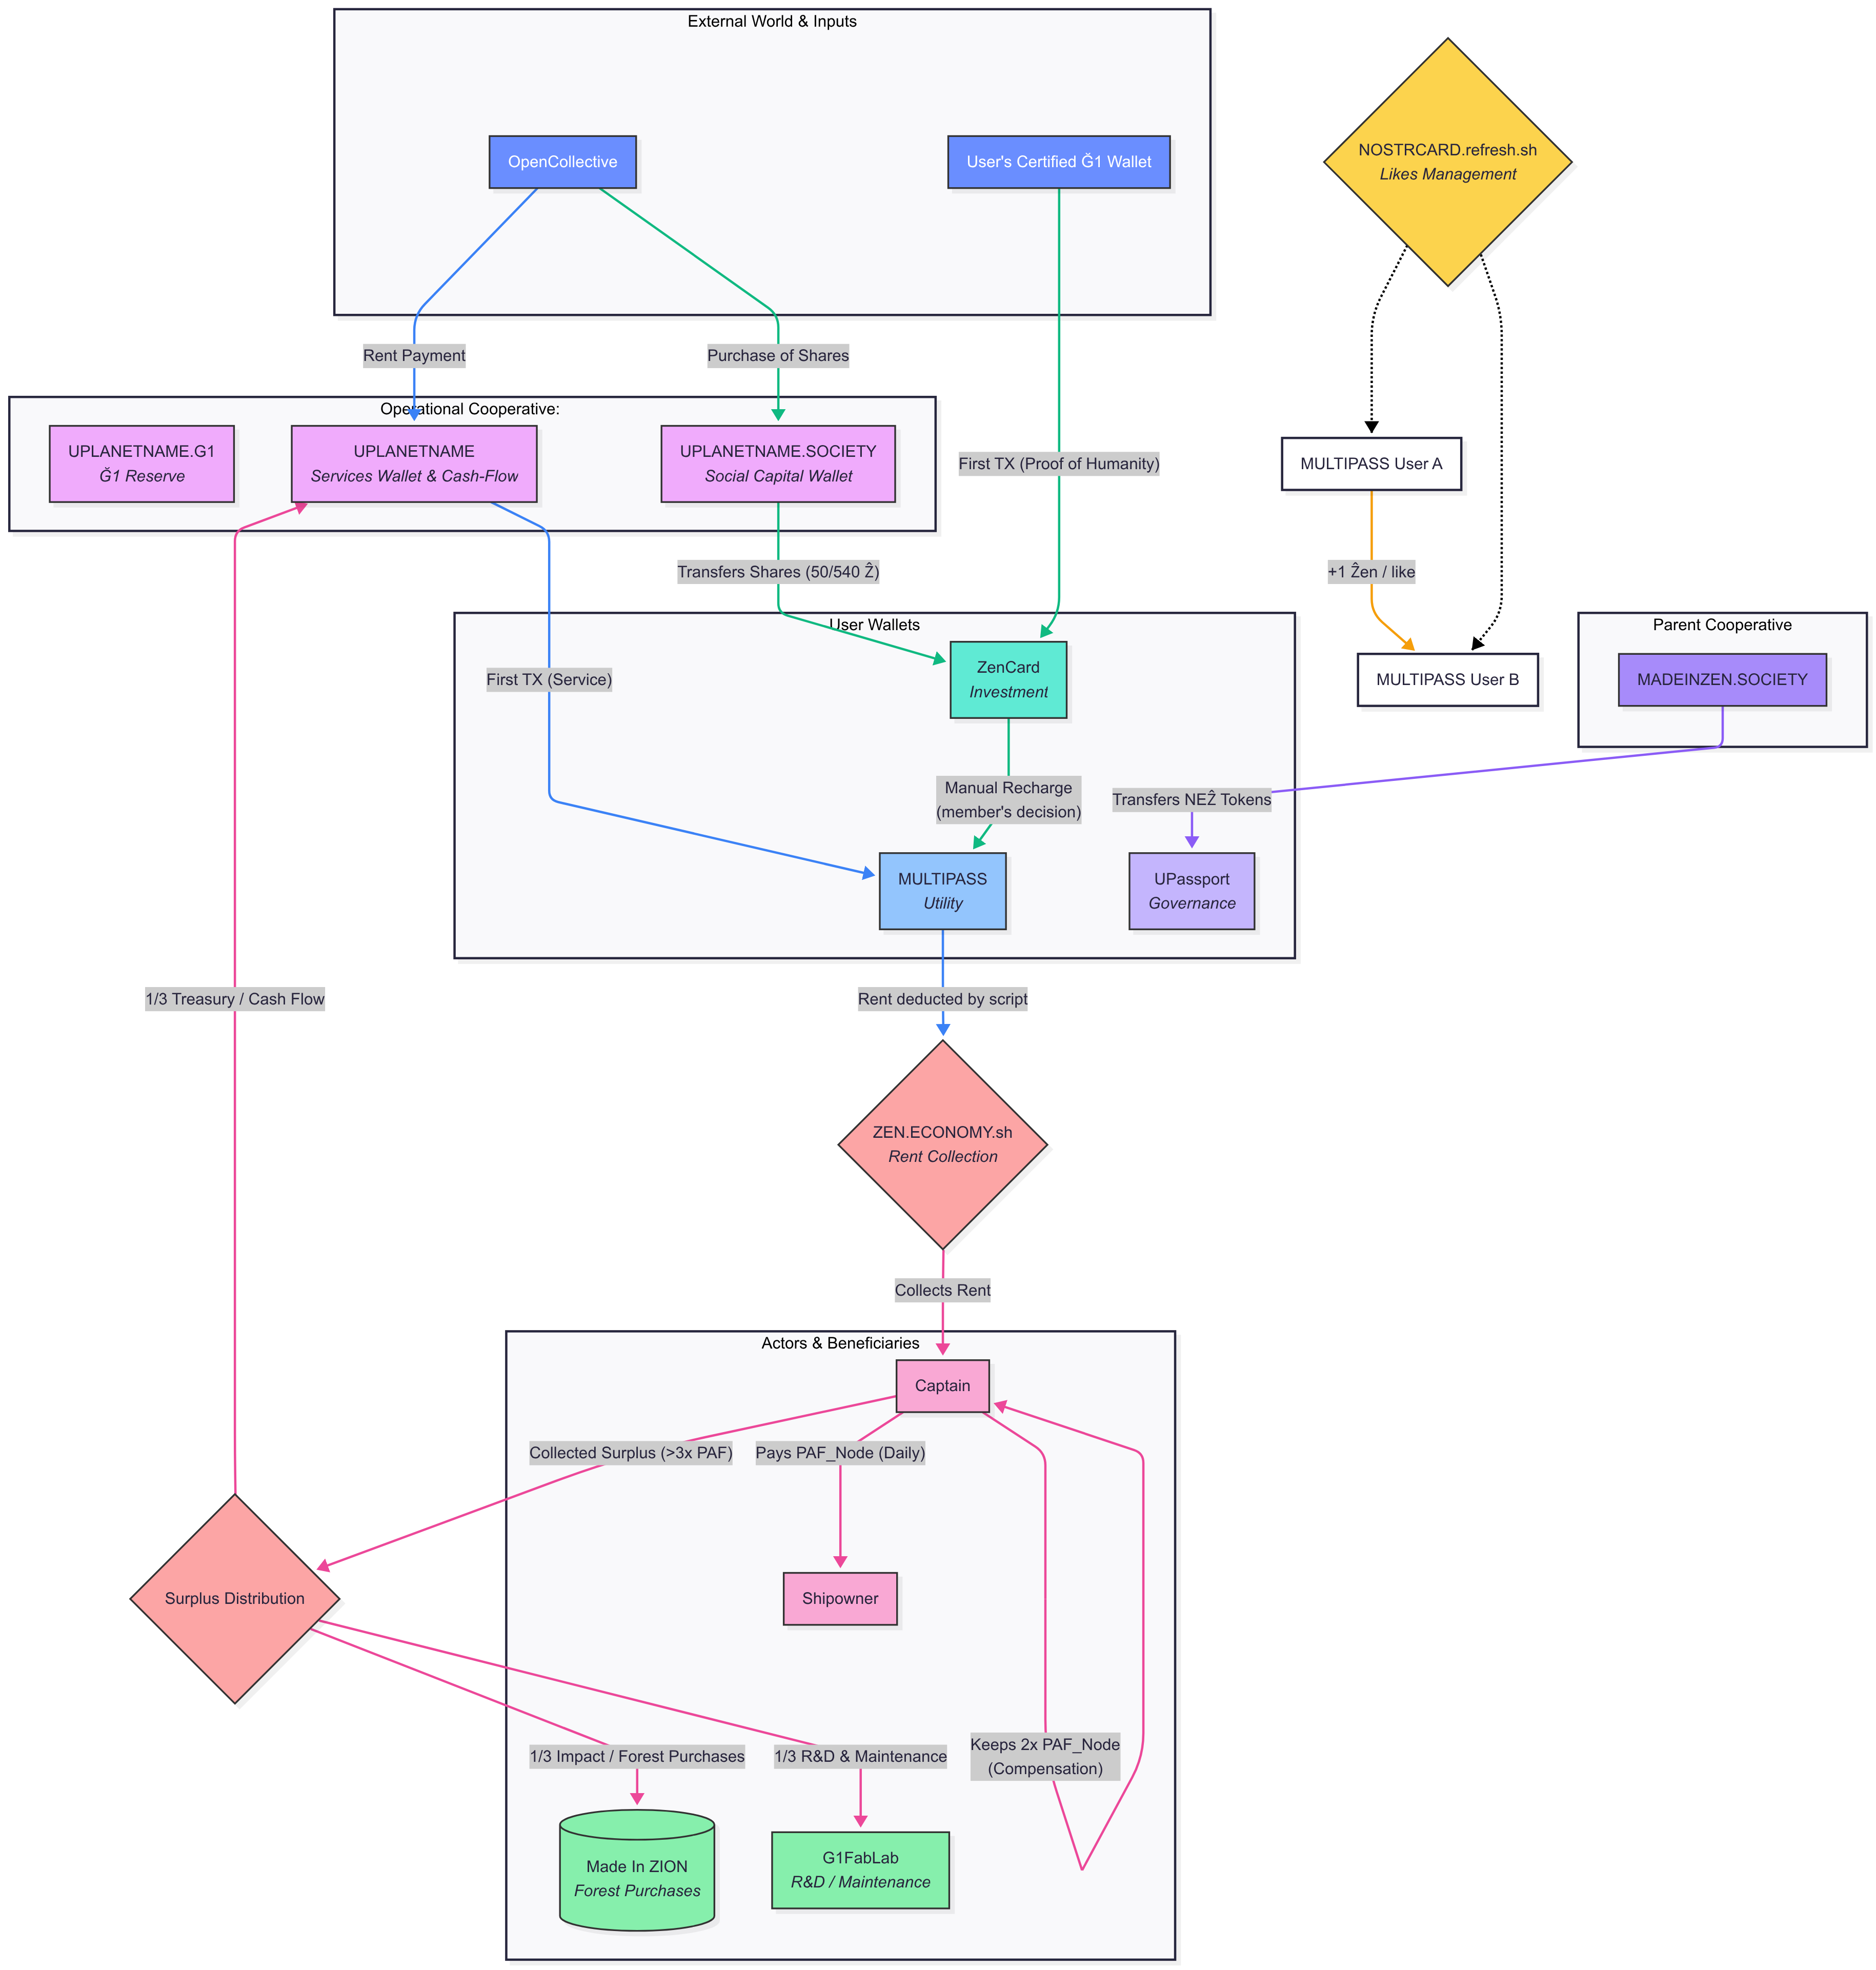 External World & Inputs
OpenCollective
User's Certified Ğ1 Wallet
NOSTRCARD.refresh.sh
Likes Management
Rent Payment
Purchase of Shares
Operational Cooperative:
UPLANETNAME.G1
Ğ1 Reserve
UPLANETNAME
Services Wallet & Cash-Flow
UPLANETNAME.SOCIETY
Social Capital Wallet
First TX (Proof of Humanity)
MULTIPASS User A
Transfers Shares (50/540 Ẑ)
+1 Ẑen / like
User Wallets
Parent Cooperative
First TX (Service)
ZenCard
Investment
MULTIPASS User B
MADEINZEN.SOCIETY
Manual Recharge
(member's decision)
Transfers NEẐ Tokens
MULTIPASS
Utility
UPassport
Governance
1/3 Treasury / Cash Flow
Rent deducted by script
ZEN.ECONOMY.sh
Rent Collection
Collects Rent
Actors & Beneficiaries
Captain
Collected Surplus (>3x PAF)
Pays PAF_Node (Daily)
Surplus Distribution
Shipowner
Keeps 2x PAF_Node
(Compensation)
1/3 Impact / Forest Purchases
1/3 R&D & Maintenance
Made In ZION
Forest Purchases
G1FabLab
R&D / Maintenance